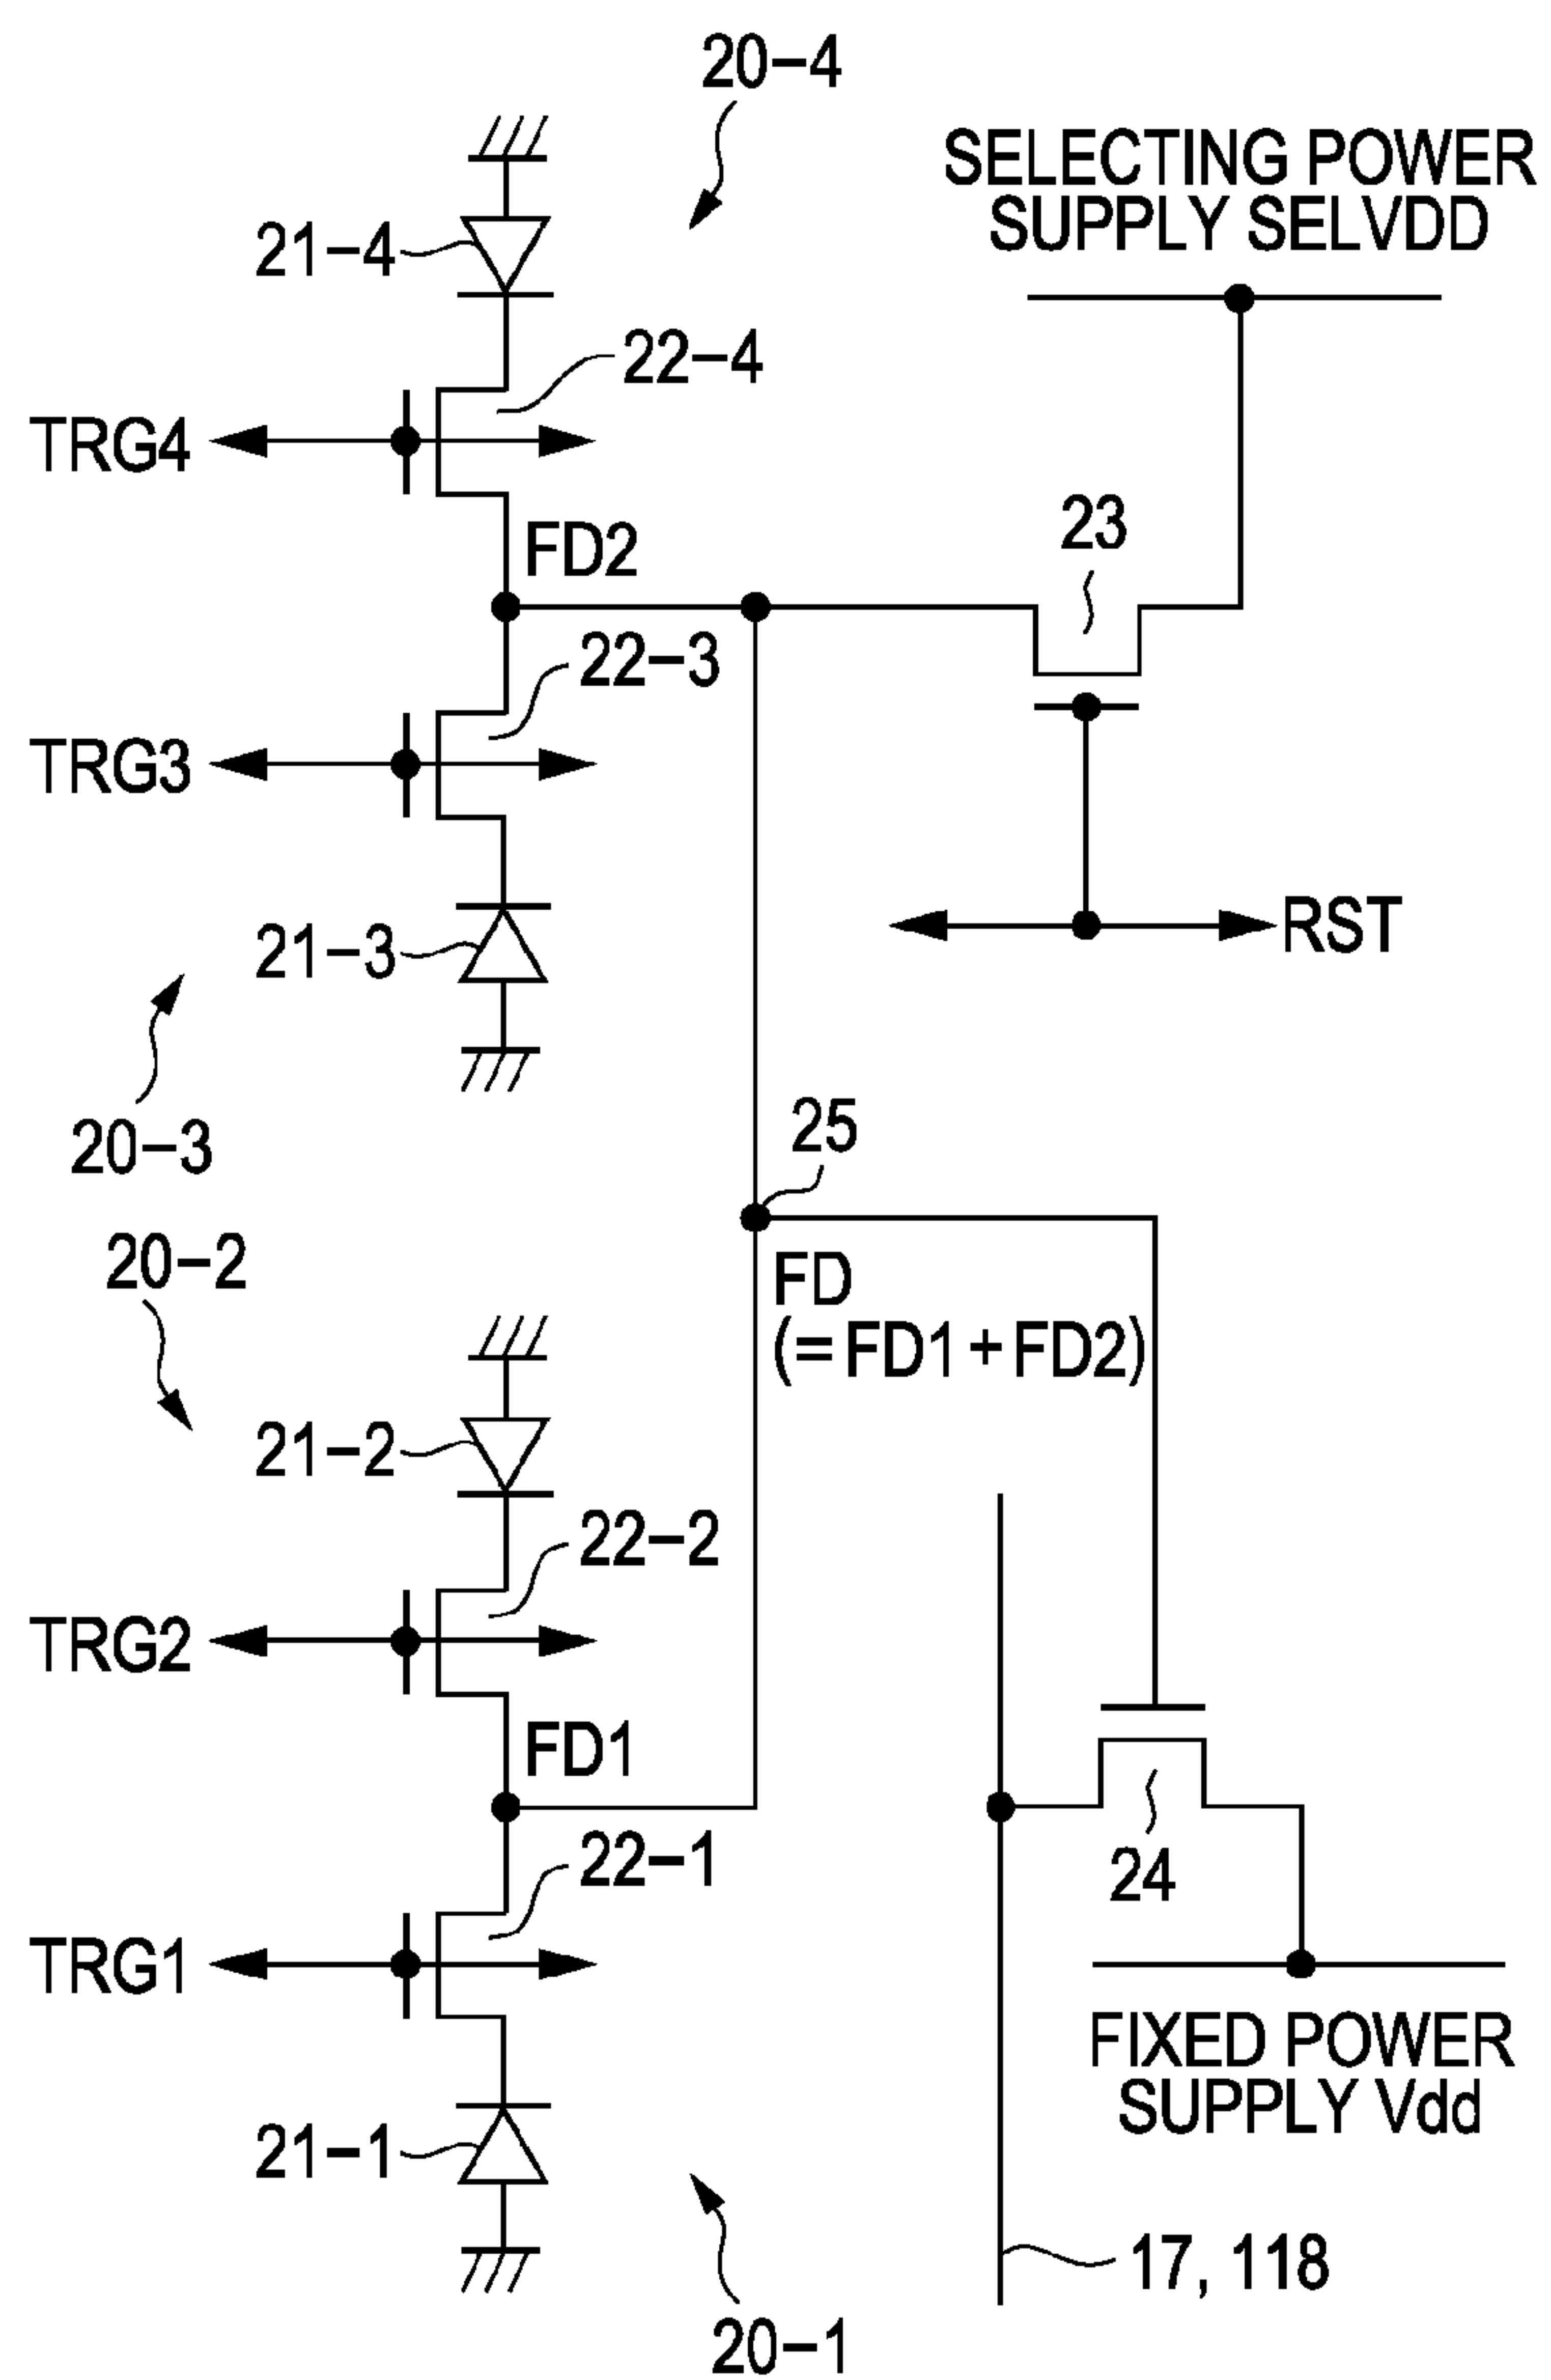 20-4
SELECTING POWER
SUPPLY SELVDD
21-4
22-4
TRG4
23
FD2
22-3
TRG3
21-3
RST
20-3
25
20-2
FD
(= FD1 + FD2)
21-2
22-2
TRG2
FD1
22-1
24
TRG1
FIXED POWER
SUPPLY Vdd
21-1
17, 118
20-1